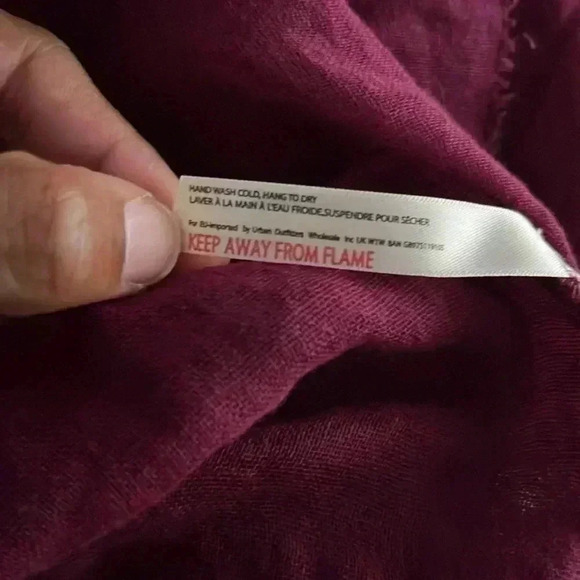 HAND WASH COLD, HANG TO DRY
LAVER À LA MAIN À L'EAU FROIDE,SUSPENDRE POUR SÉCHER
For EU-imported by Urban Outfitters Wholesale Inc UK WTW &AN
KEEP AWAY FROM FLAME